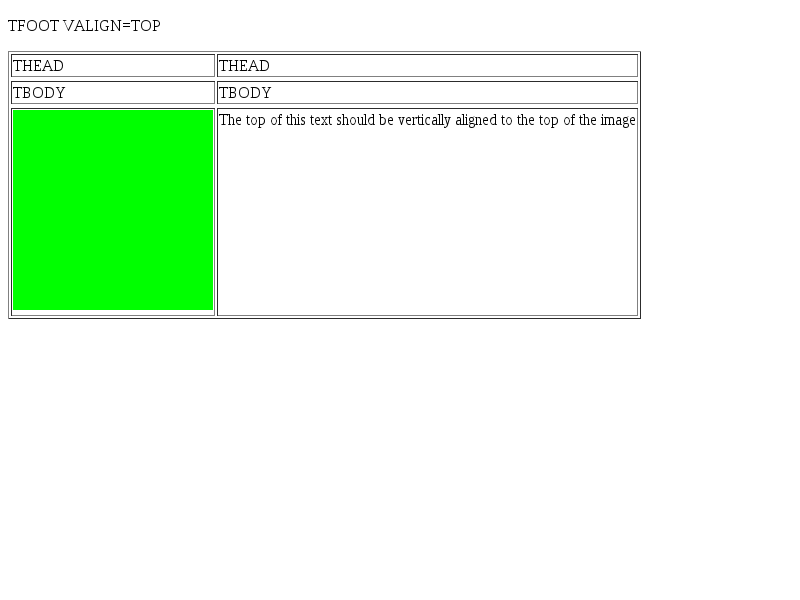 TFOOT VALIGN=TOP
THEAD THEAD
TBODY TBODY
The top of this text should be vertically aligned to the top of the image